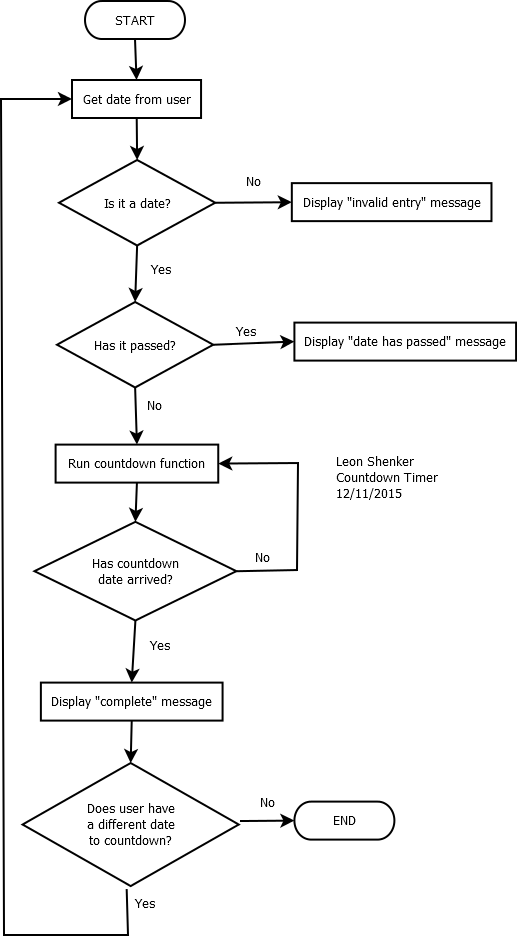 START
Get date from user
Is it a date?
No
Display "invalid entry" message
Yes
Has it passed?
Yes
Display "date has passed" message
No
Run countdown function
Leon Shenker
Countdown Timer
12/11/2015
Has countdown
date arrived?
No
Yes
Display "complete" message
Does user have
a different date
to countdown?
No
END
Yes